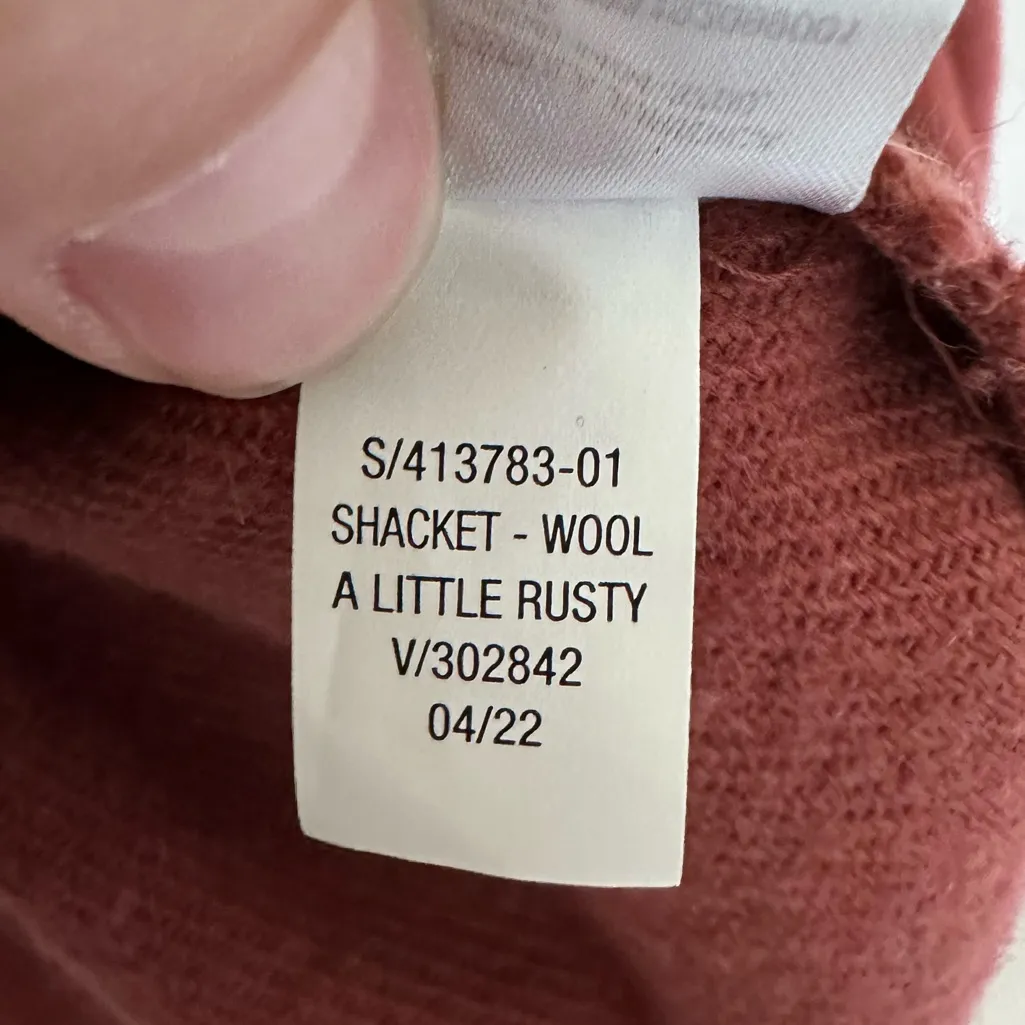 S/413783-01
SHACKET - WOOL
A LITTLE RUSTY
V/302842
04/22